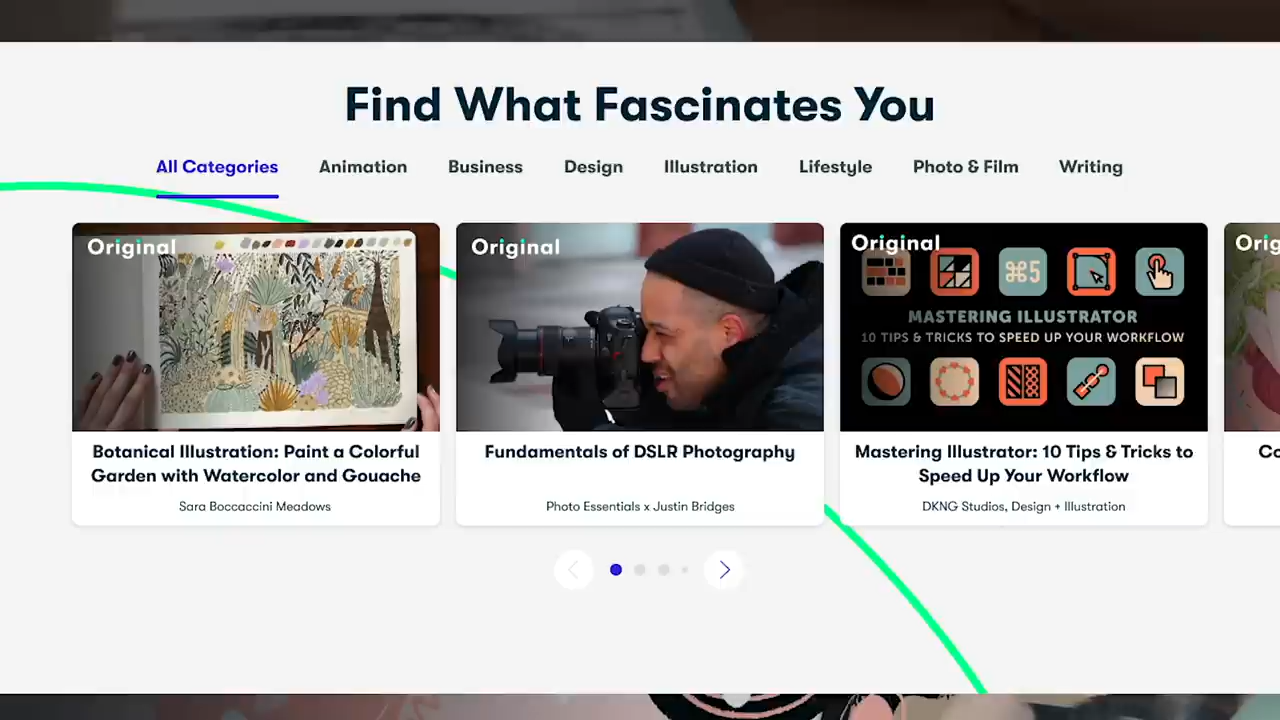 Find What Fascinates You
All Categories Animation Business Design Illustration Lifestyle Photo & Film Writing
Original
Botanical Illustration: Paint a Colorful
Garden with Watercolor and Gouache
Sara Boccaccini Meadows
Original
Fundamentals of DSLR Photography
Photo Essentials x Justin Bridges
Original
⌘5
MASTERING ILLUSTRATOR
10 TIPS & TRICKS TO SPEED UP YOUR WORKFLOW
Mastering Illustrator: 10 Tips & Tricks to
Speed Up Your Workflow
DKNG Studios, Design + Illustration
Orig
Co